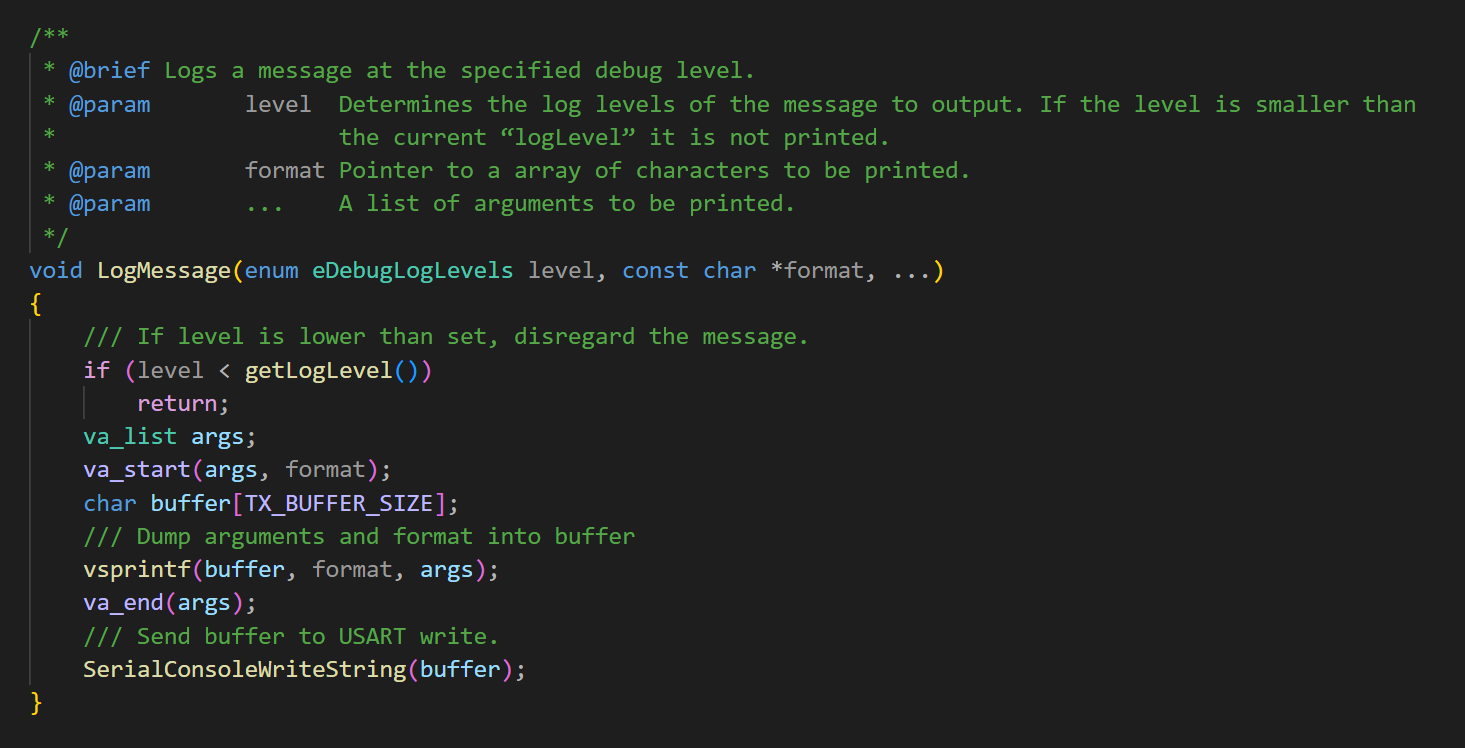 /**
 * @brief Logs a message at the specified debug level.
 * @param       level  Determines the log levels of the message to output. If the level is smaller than
 *                     the current “logLevel” it is not printed.
 * @param       format Pointer to a array of characters to be printed.
 * @param       ...    A list of arguments to be printed.
 */
void LogMessage(enum eDebugLogLevels level, const char *format, ...)
{
    /// If level is lower than set, disregard the message.
    if (level < getLogLevel())
        return;
    va_list args;
    va_start(args, format);
    char buffer[TX_BUFFER_SIZE];
    /// Dump arguments and format into buffer
    vsprintf(buffer, format, args);
    va_end(args);
    /// Send buffer to USART write.
    SerialConsoleWriteString(buffer);
}